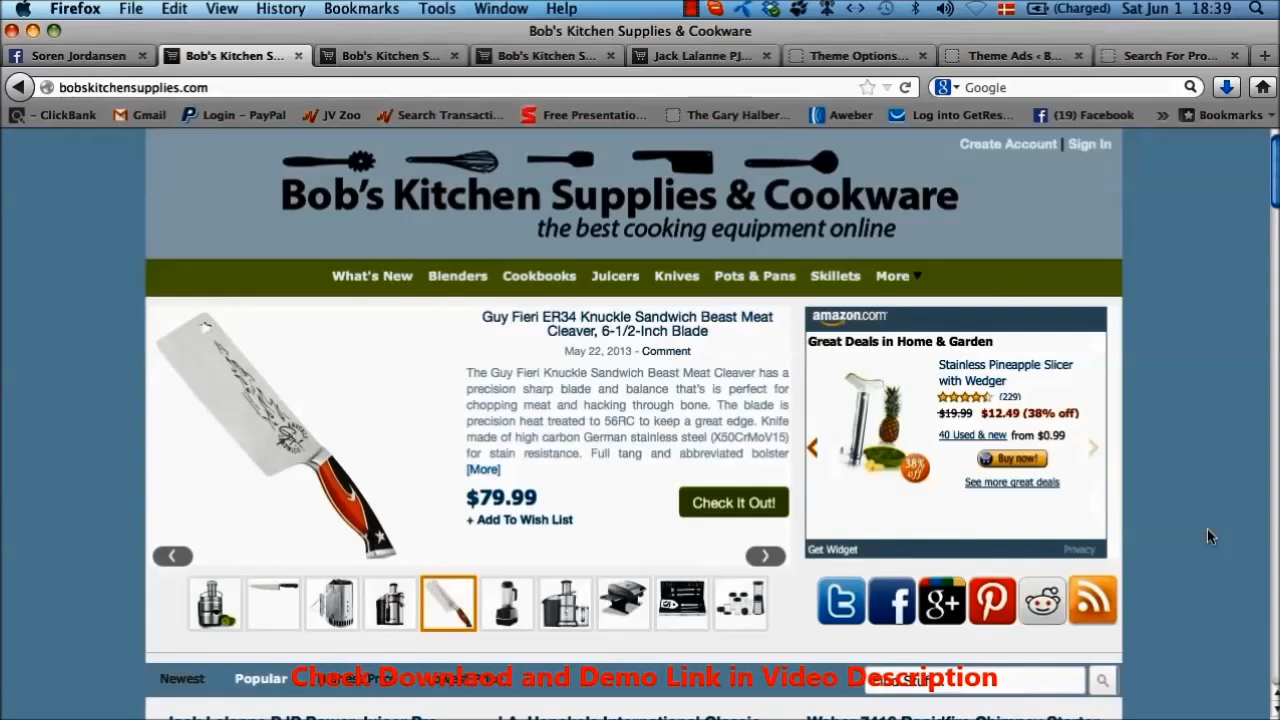 Firefox File Edit View History Bookmarks Tools Window Help (Charged) Sat Jun 1 18:39
Bob's Kitchen Supplies & Cookware
Soren Jordansen Bob's Kitchen S... Bob's Kitchen S... Bob's Kitchen S... Jack Lalanne PJ... Theme Options... Theme Ads ‹ B... Search For Pro...
bobskitchensupplies.com Google
- ClickBank Gmail Login – PayPal JV Zoo Search Transacti... Free Presentatio... The Gary Halber... Aweber Log into GetRes... (19) Facebook » Bookmarks
Create Account | Sign In
Bob's Kitchen Supplies & Cookware
the best cooking equipment online
What's New Blenders Cookbooks Juicers Knives Pots & Pans Skillets More
Guy Fieri ER34 Knuckle Sandwich Beast Meat
Cleaver, 6-1/2-Inch Blade
May 22, 2013 - Comment
The Guy Fieri Knuckle Sandwich Beast Meat Cleaver has a
precision sharp blade and balance that's is perfect for
chopping meat and hacking through bone. The blade is
precision heat treated to 56RC to keep a great edge. Knife
made of high carbon German stainless steel (X50CrMoV15)
for stain resistance. Full tang and abbreviated bolster
[More]
$79.99
+ Add To Wish List
Check It Out!
amazon.com
Great Deals in Home & Garden
Stainless Pineapple Slicer
with Wedger
(229)
$19.99 $12.49 (38% off)
40 Used & new from $0.99
Buy now!
See more great deals
38%
off
Get Widget Privacy
Newest Popular
Check Downlaod and Demo Link in Video Description